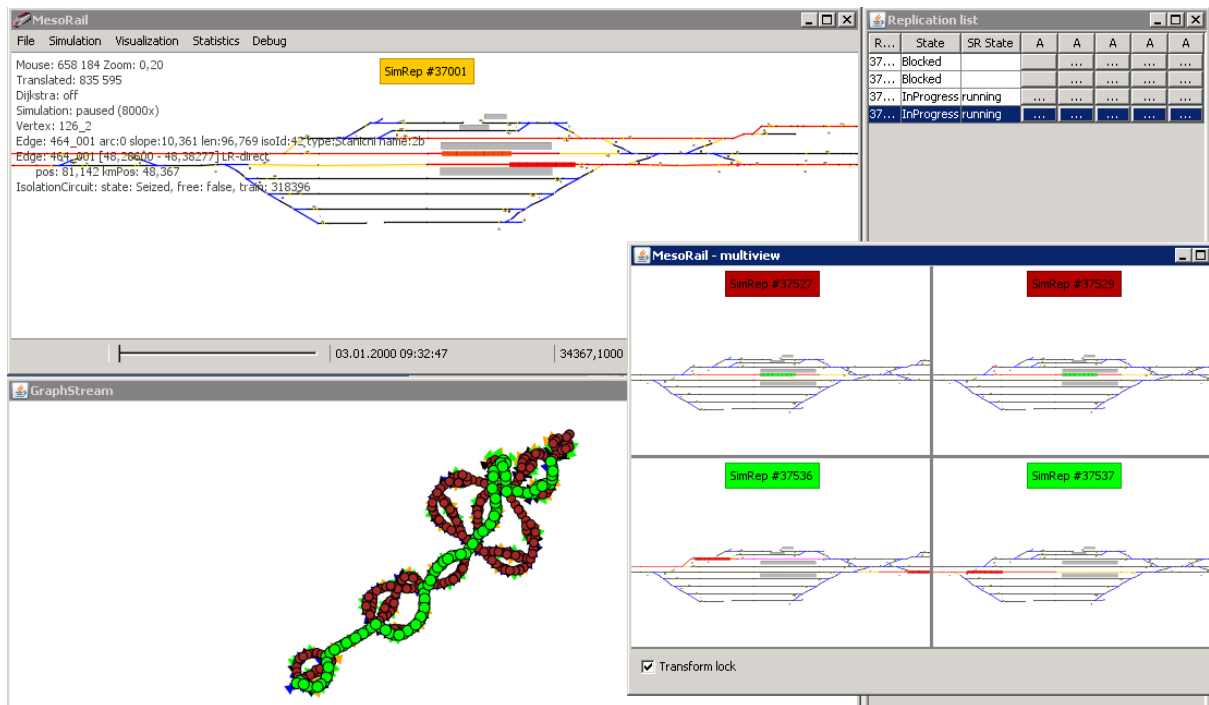 MesoRail
File Simulation Visualization Statistics Debug
Mouse: 658 184 Zoom: 0,20
Translated: 835 595
Dijkstra: off
Simulation: paused (8000x)
Vertex: 126_2
Edge: 464_001 arc:0 slope:10,361 len:96,769 isoId:42 type:Stanicni name:2b
Edge: 464_001 [48,28600 - 48,38277] LR-direct
pos: 81,142 kmPos: 48,367
IsolationCircuit: state: Seized, free: false, train: 318396
SimRep #37001
03.01.2000 09:32:47
34367,1000
Replication list
R... State SR State A A A A A
37... Blocked ... ... ... ...
37... Blocked ... ... ... ...
37... InProgress running ... ... ... ... ...
37... InProgress running ... ... ... ... ...
GraphStream
MesoRail - multiview
SimRep #37527
SimRep #37529
SimRep #37536
SimRep #37537
Transform lock